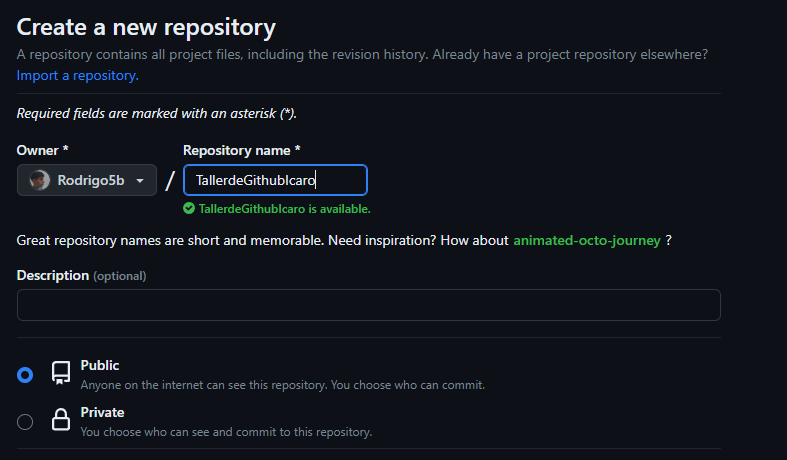 Create a new repository
A repository contains all project files, including the revision history. Already have a project repository elsewhere?
Import a repository.
Required fields are marked with an asterisk (*).
Owner * Repository name *
Rodrigo5b / TallerdeGithubIcaro
TallerdeGithubIcaro is available.
Great repository names are short and memorable. Need inspiration? How about animated-octo-journey ?
Description (optional)
Public
Anyone on the internet can see this repository. You choose who can commit.
Private
You choose who can see and commit to this repository.